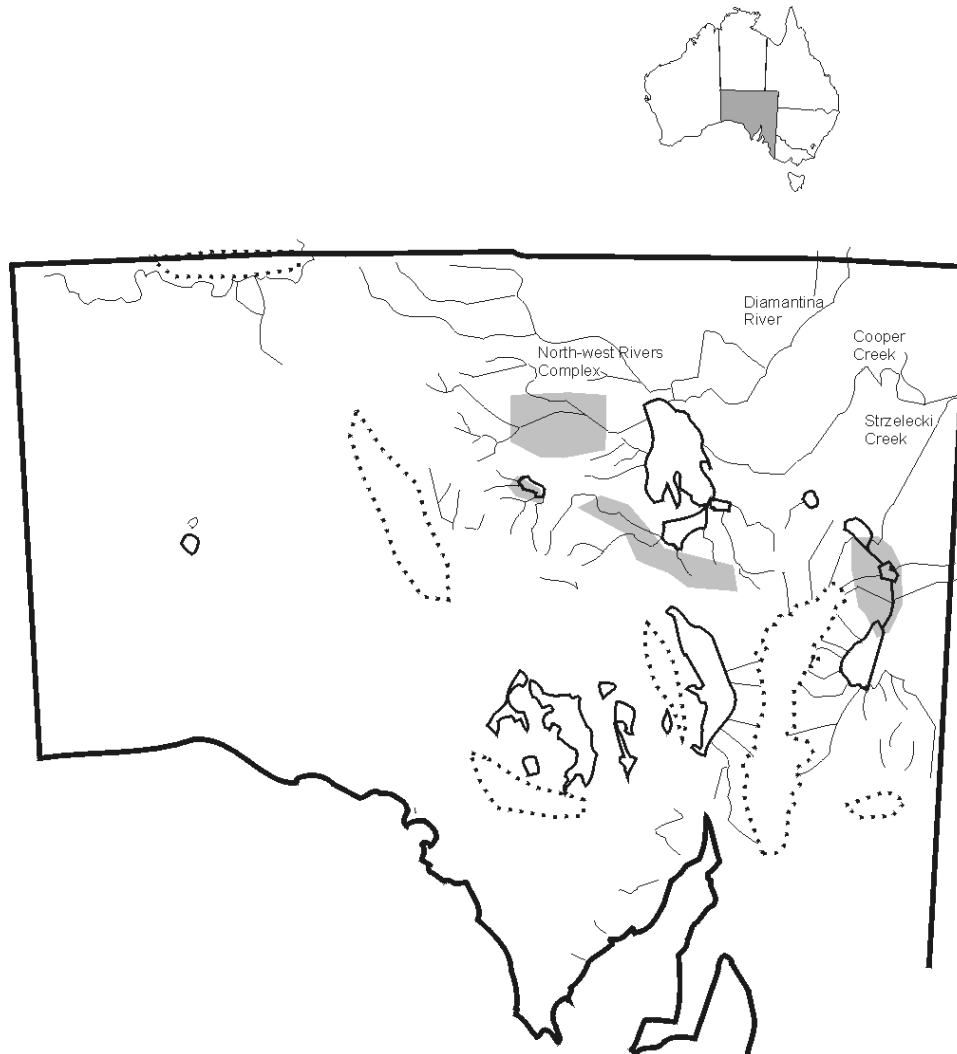 Diamantina
River
Cooper
Creek
North-west Rivers
Complex
Strzelecki
Creek